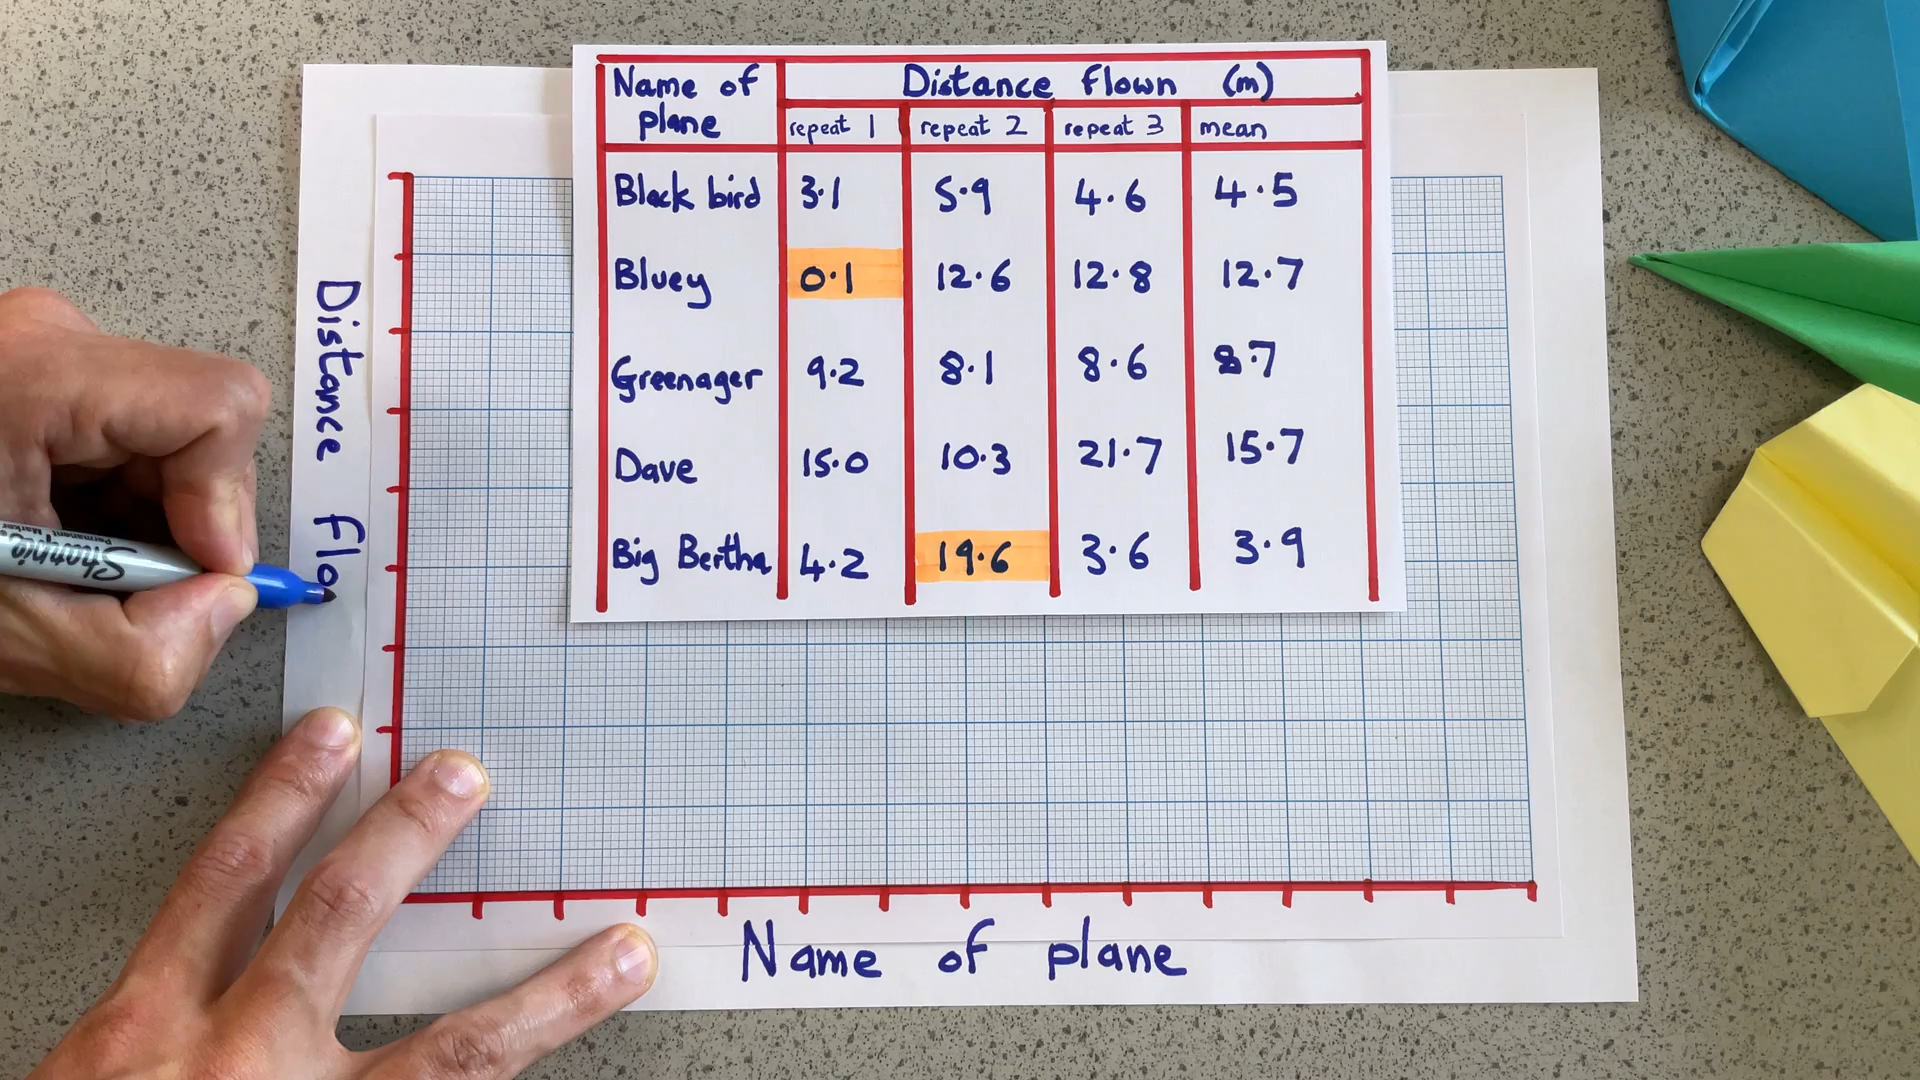 Name of plane
Distance flown (m)
repeat 1
repeat 2
repeat 3
mean
Black bird 3.1 5.9 4.6 4.5
Bluey 0.1 12.6 12.8 12.7
Greenager 9.2 8.1 8.6 8.7
Dave 15.0 10.3 21.7 15.7
Big Bertha 4.2 19.6 3.6 3.9
Distance flo
Sharpie
Permanent Marker
Name of plane